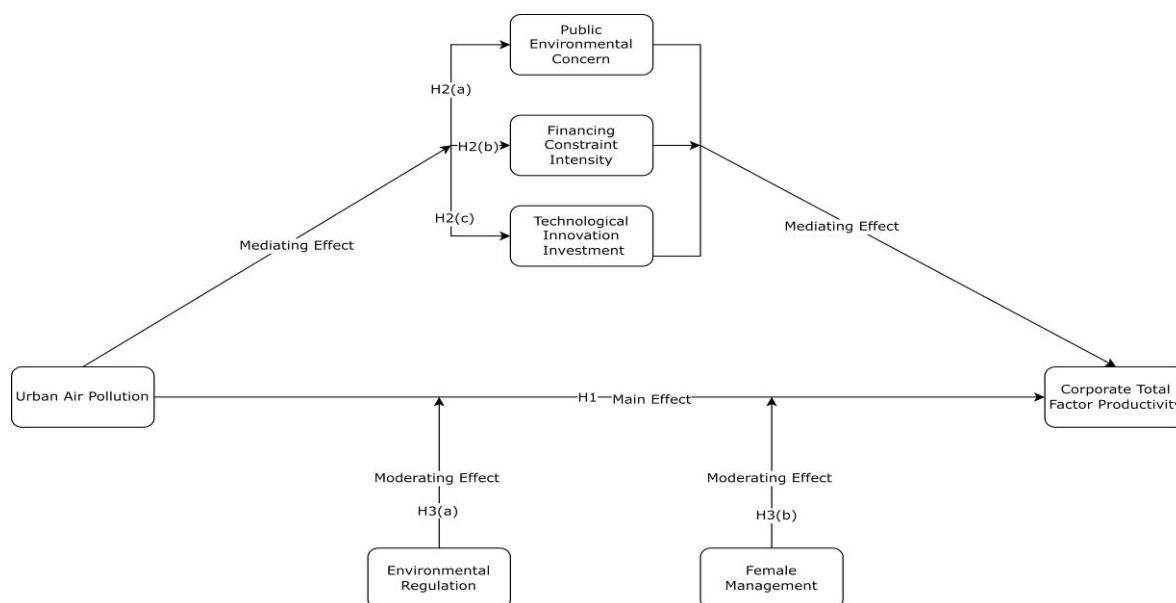 Public
Environmental
Concern
H2(a)
H2(b)
Financing
Constraint
Intensity
H2(c)
Technological
Innovation
Investment
Mediating Effect
Mediating Effect
Urban Air Pollution
H1
Main Effect
Corporate Total
Factor Productivity
Moderating Effect
Moderating Effect
H3(a)
H3(b)
Environmental
Regulation
Female
Management